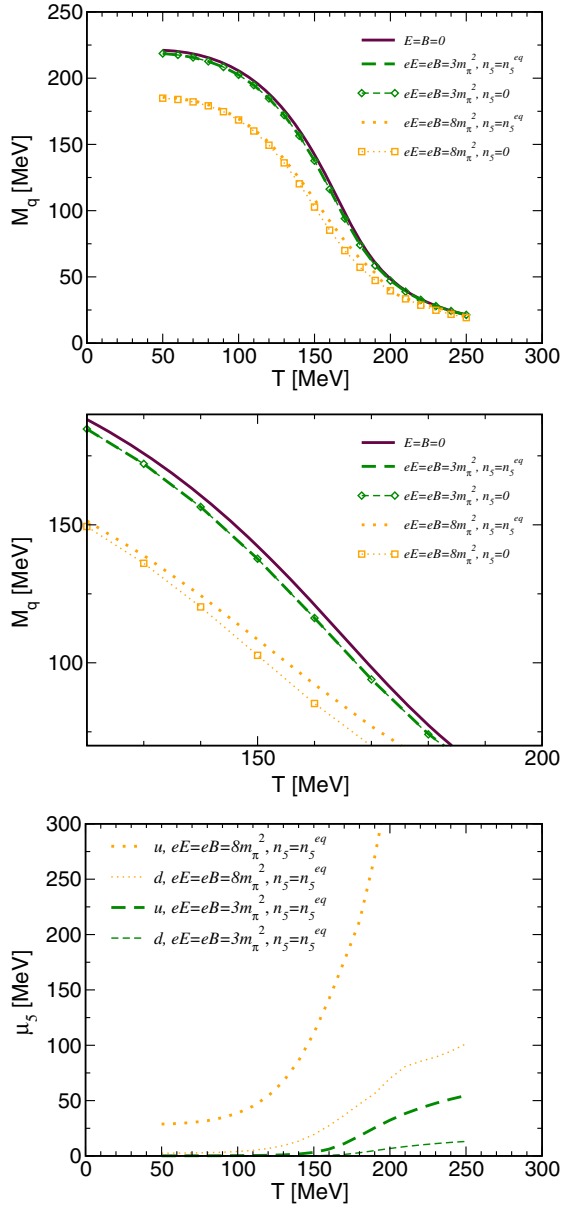 250
200
150
100
50
0
M_q [MeV]
E=B=0
eE=eB=3m_π^2, n_5=n_5^eq
eE=eB=3m_π^2, n_5=0
eE=eB=8m_π^2, n_5=n_5^eq
eE=eB=8m_π^2, n_5=0
0 50 100 150 200 250 300
T [MeV]
150
100
M_q [MeV]
E=B=0
eE=eB=3m_π^2, n_5=n_5^eq
eE=eB=3m_π^2, n_5=0
eE=eB=8m_π^2, n_5=n_5^eq
eE=eB=8m_π^2, n_5=0
150 200
T [MeV]
300
250
200
150
100
50
0
μ_5 [MeV]
u, eE=eB=8m_π^2, n_5=n_5^eq
d, eE=eB=8m_π^2, n_5=n_5^eq
u, eE=eB=3m_π^2, n_5=n_5^eq
d, eE=eB=3m_π^2, n_5=n_5^eq
0 50 100 150 200 250 300
T [MeV]